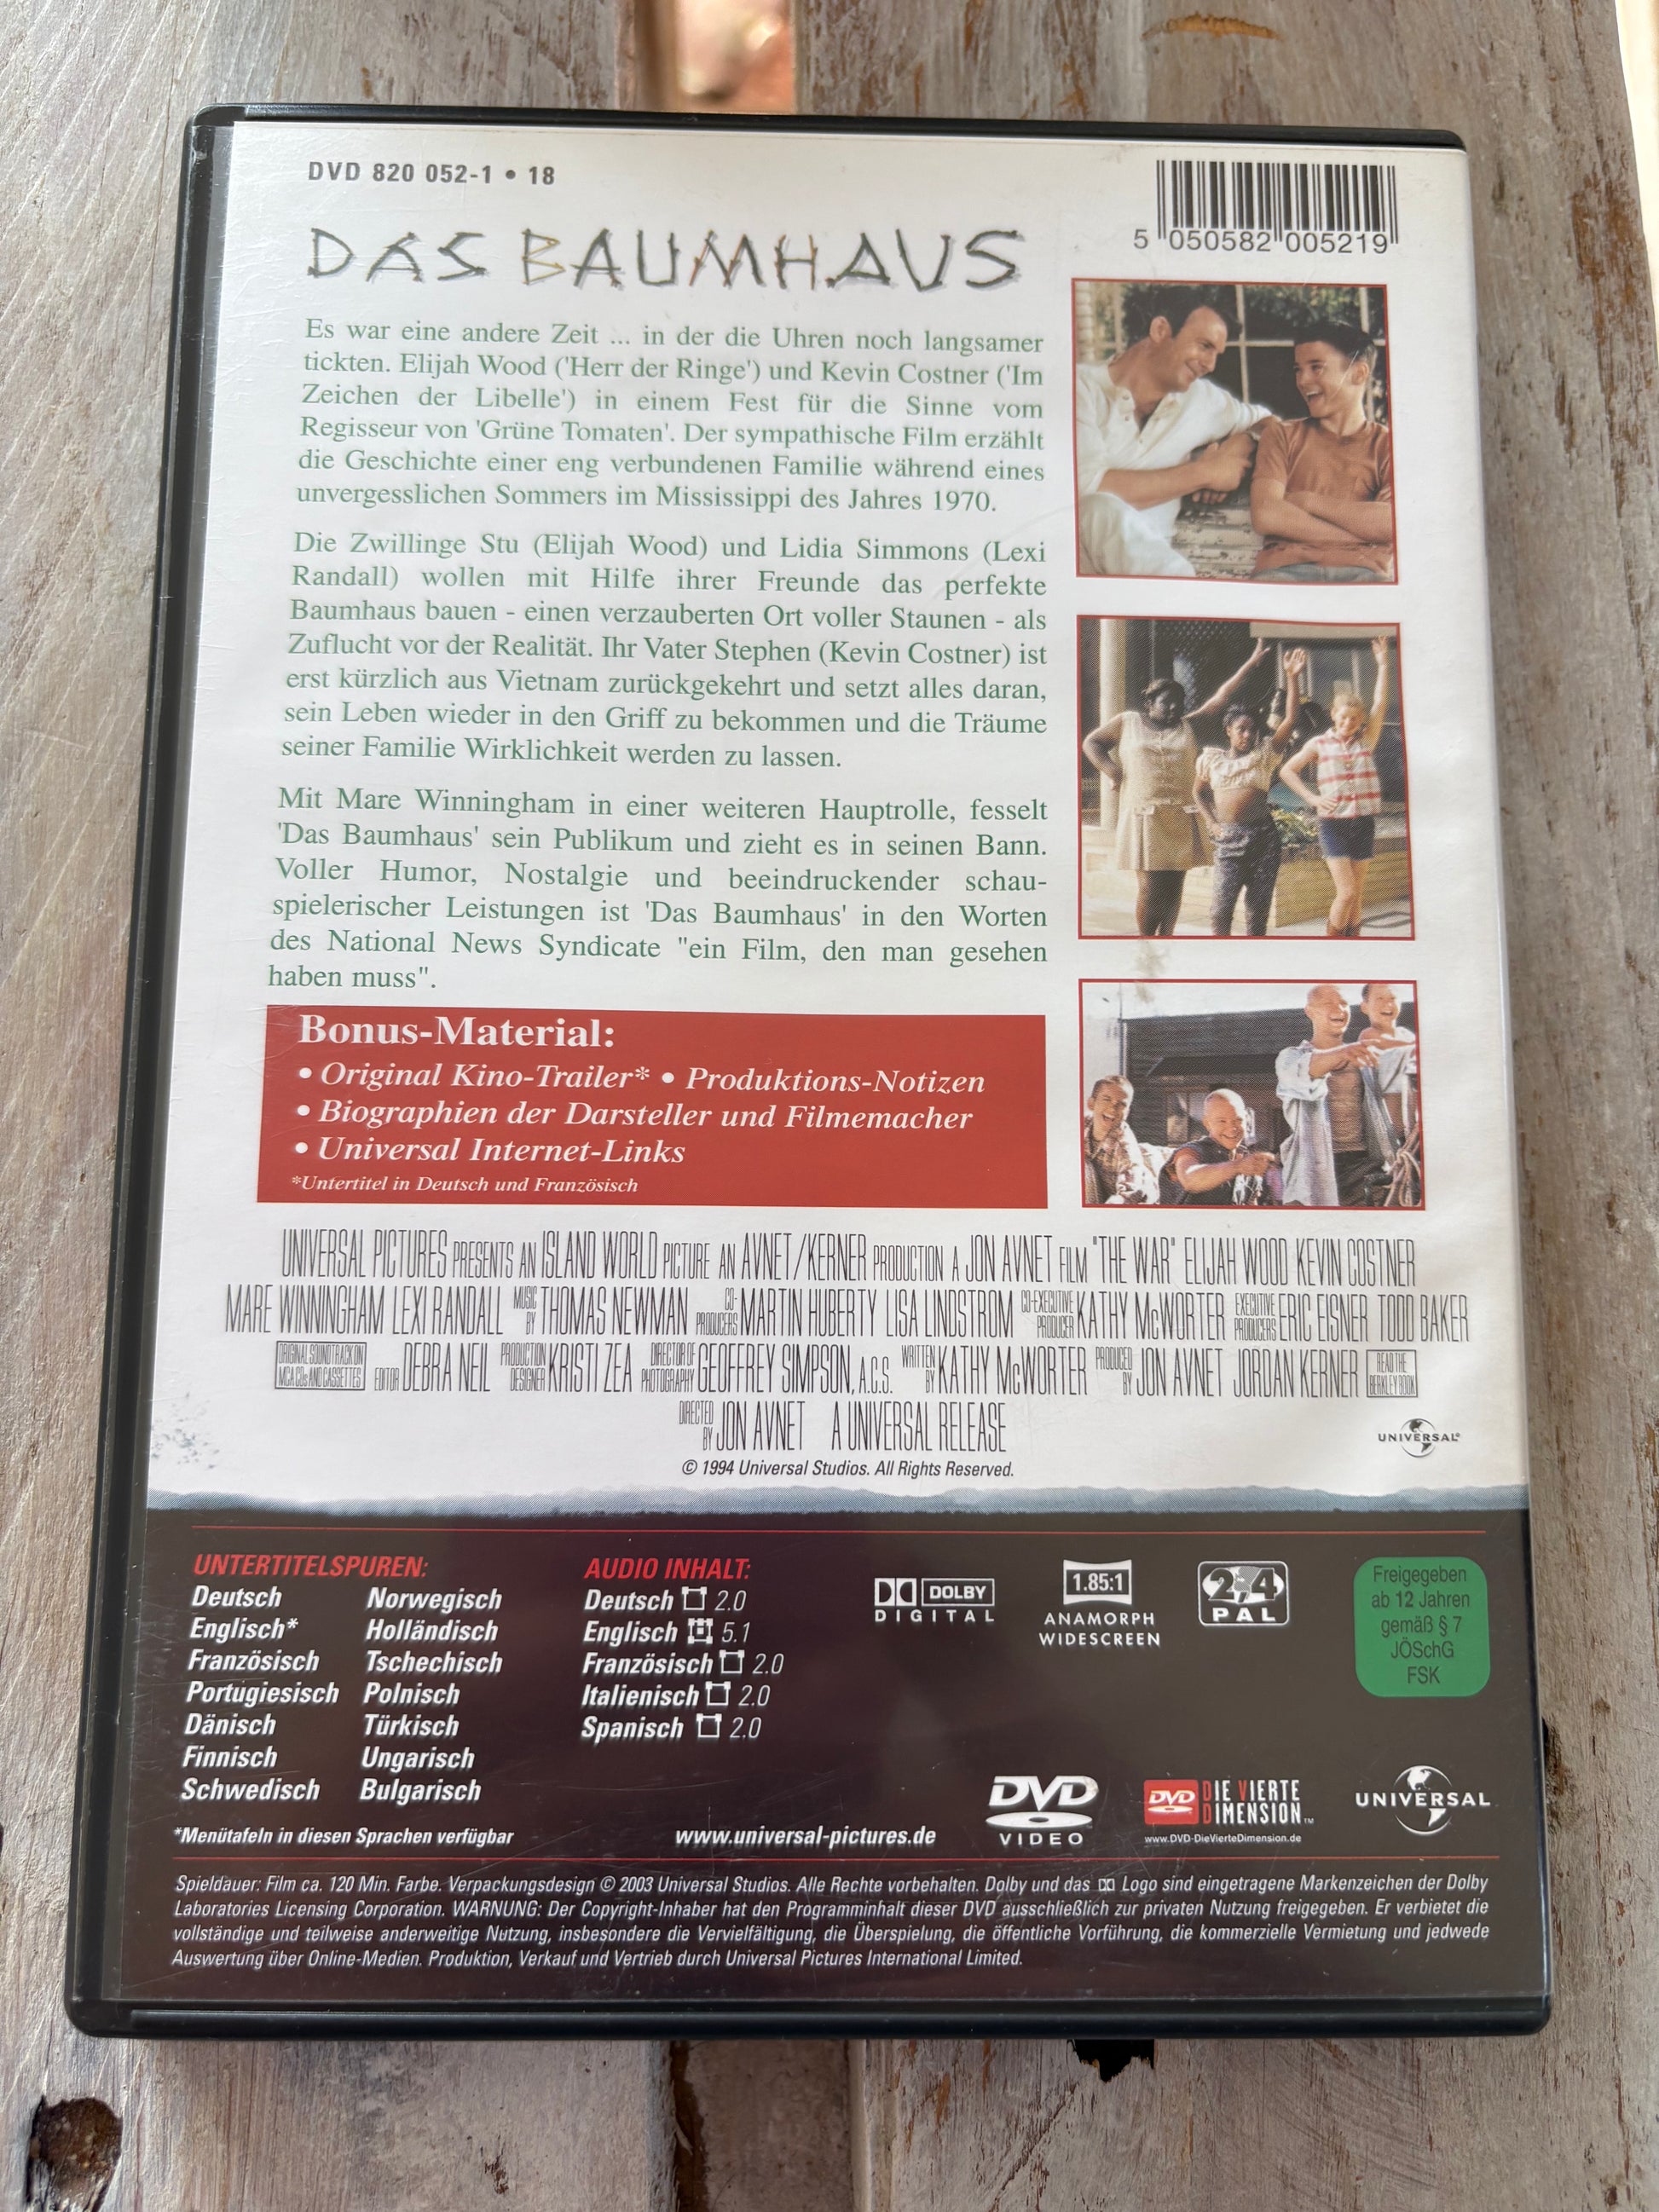 DVD 820 052-1 • 18
5 050582 005219
DAS BAUMHAUS
Es war eine andere Zeit ... in der die Uhren noch langsamer
tickten. Elijah Wood ('Herr der Ringe') und Kevin Costner ('Im
Zeichen der Libelle') in einem Fest für die Sinne vom
Regisseur von 'Grüne Tomaten'. Der sympathische Film erzählt
die Geschichte einer eng verbundenen Familie während eines
unvergesslichen Sommers im Mississippi des Jahres 1970.
Die Zwillinge Stu (Elijah Wood) und Lidia Simmons (Lexi
Randall) wollen mit Hilfe ihrer Freunde das perfekte
Baumhaus bauen - einen verzauberten Ort voller Staunen - als
Zuflucht vor der Realität. Ihr Vater Stephen (Kevin Costner) ist
erst kürzlich aus Vietnam zurückgekehrt und setzt alles daran,
sein Leben wieder in den Griff zu bekommen und die Träume
seiner Familie Wirklichkeit werden zu lassen.
Mit Mare Winningham in einer weiteren Hauptrolle, fesselt
'Das Baumhaus' sein Publikum und zieht es in seinen Bann.
Voller Humor, Nostalgie und beeindruckender schau-
spielerischer Leistungen ist 'Das Baumhaus' in den Worten
des National News Syndicate "ein Film, den man gesehen
haben muss".
Bonus-Material:
• Original Kino-Trailer* • Produktions-Notizen
• Biographien der Darsteller und Filmemacher
• Universal Internet-Links
*Untertitel in Deutsch und Französisch
UNIVERSAL PICTURES PRESENTS AN ISLAND WORLD PICTURE AN AVNET/KERNER PRODUCTION A JON AVNET FILM "THE WAR" ELIJAH WOOD KEVIN COSTNER
MARE WINNINGHAM LEXI RANDALL MUSIC BY THOMAS NEWMAN CO-PRODUCERS MARTIN HUBERTY LISA LINDSTROM CO-EXECUTIVE PRODUCER KATHY McWORTER EXECUTIVE PRODUCERS ERIC EISNER TODD BAKER
ORIGINAL SOUNDTRACK ON MCA CDs AND CASSETTES EDITOR DEBRA NEIL PRODUCTION DESIGNER KRISTI ZEA DIRECTOR OF PHOTOGRAPHY GEOFFREY SIMPSON, A.C.S. WRITTEN BY KATHY McWORTER PRODUCED BY JON AVNET JORDAN KERNER READ THE BERKLEY BOOK
DIRECTED BY JON AVNET A UNIVERSAL RELEASE
UNIVERSAL
© 1994 Universal Studios. All Rights Reserved.
UNTERTITELSPUREN:
Deutsch Norwegisch
Englisch* Holländisch
Französisch Tschechisch
Portugiesisch Polnisch
Dänisch Türkisch
Finnisch Ungarisch
Schwedisch Bulgarisch
*Menütafeln in diesen Sprachen verfügbar
AUDIO INHALT:
Deutsch 2.0
Englisch 5.1
Französisch 2.0
Italienisch 2.0
Spanisch 2.0
DOLBY
DIGITAL
1.85:1
ANAMORPH
WIDESCREEN
2,4
PAL
Freigegeben
ab 12 Jahren
gemäß § 7
JÖSchG
FSK
www.universal-pictures.de
DVD
VIDEO
DVD DIE VIERTE
DIMENSION™
www.DVD-DieVierteDimension.de
UNIVERSAL
Spieldauer: Film ca. 120 Min. Farbe. Verpackungsdesign © 2003 Universal Studios. Alle Rechte vorbehalten. Dolby und das Logo sind eingetragene Markenzeichen der Dolby
Laboratories Licensing Corporation. WARNUNG: Der Copyright-Inhaber hat den Programminhalt dieser DVD ausschließlich zur privaten Nutzung freigegeben. Er verbietet die
vollständige und teilweise anderweitige Nutzung, insbesondere die Vervielfältigung, die Überspielung, die öffentliche Vorführung, die kommerzielle Vermietung und jedwede
Auswertung über Online-Medien. Produktion, Verkauf und Vertrieb durch Universal Pictures International Limited.